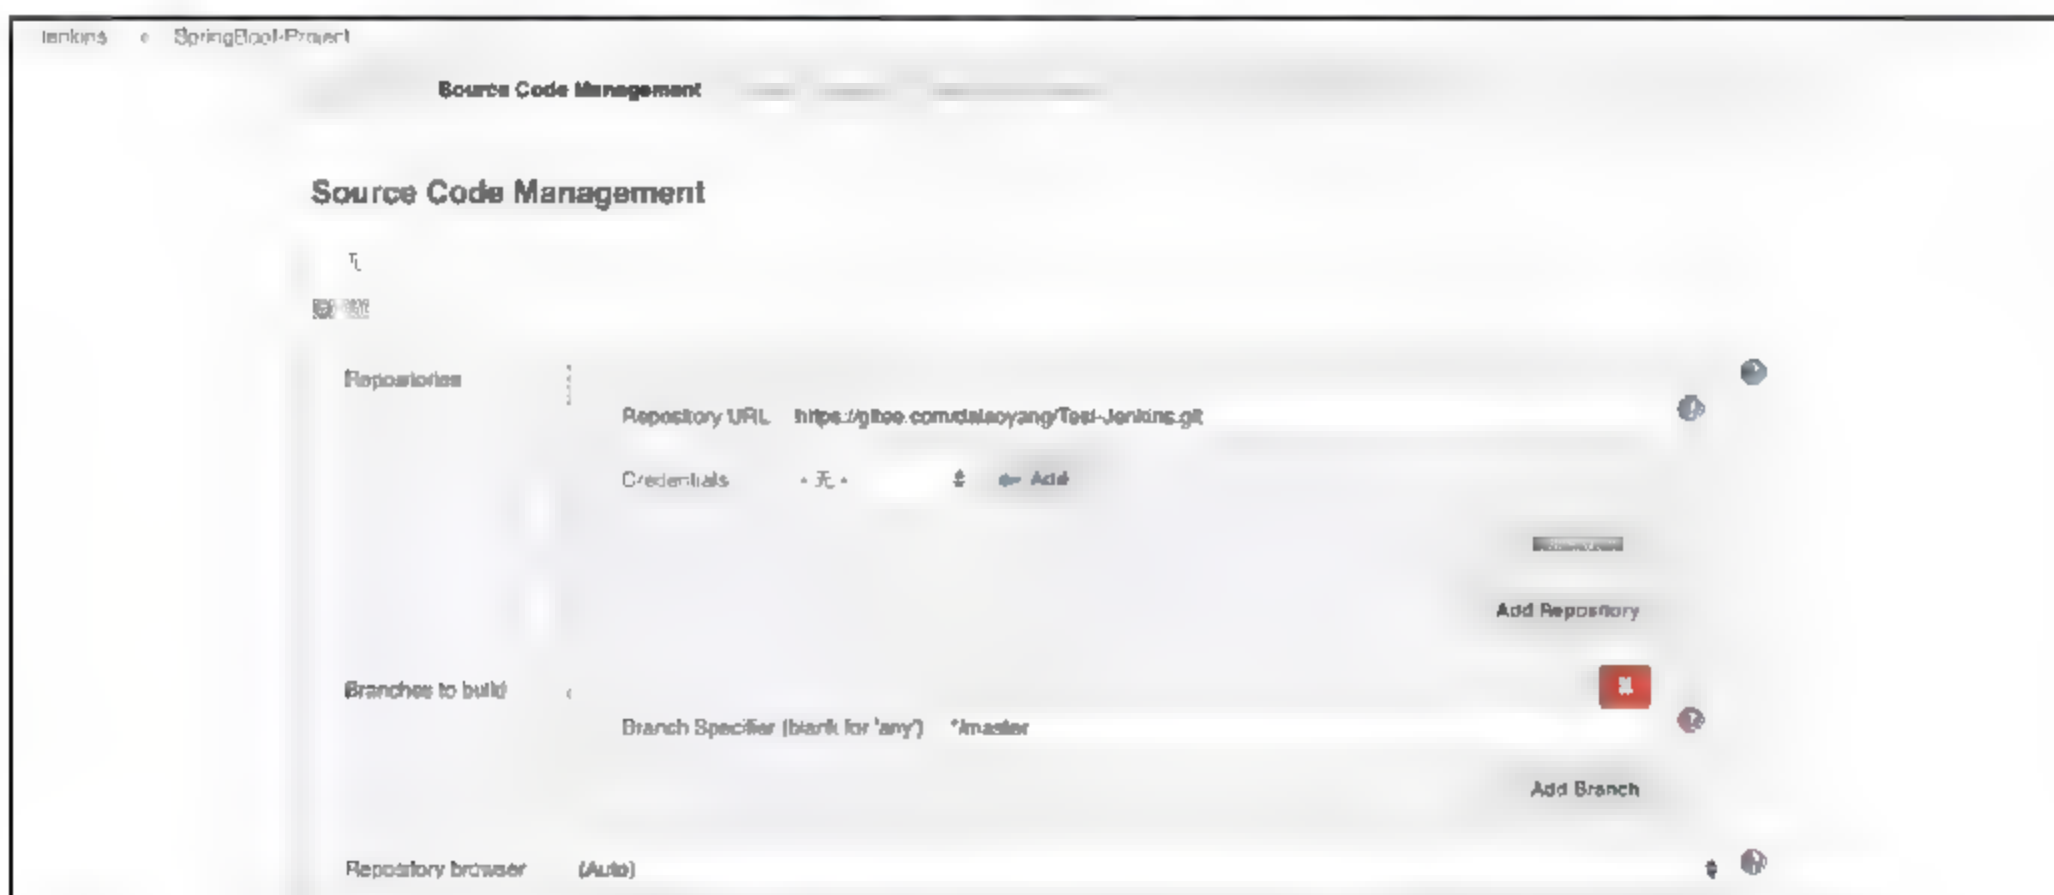 Jenkins SpringBoot-Project
Source Code Management
Source Code Management
Repositories
Repository URL https://gitee.com/dalaoyang/Test-Jenkins.git
Credentials - 无 - Add
Add Repository
Branches to build
Branch Specifier (blank for 'any') */master
Add Branch
Repository browser (Auto)